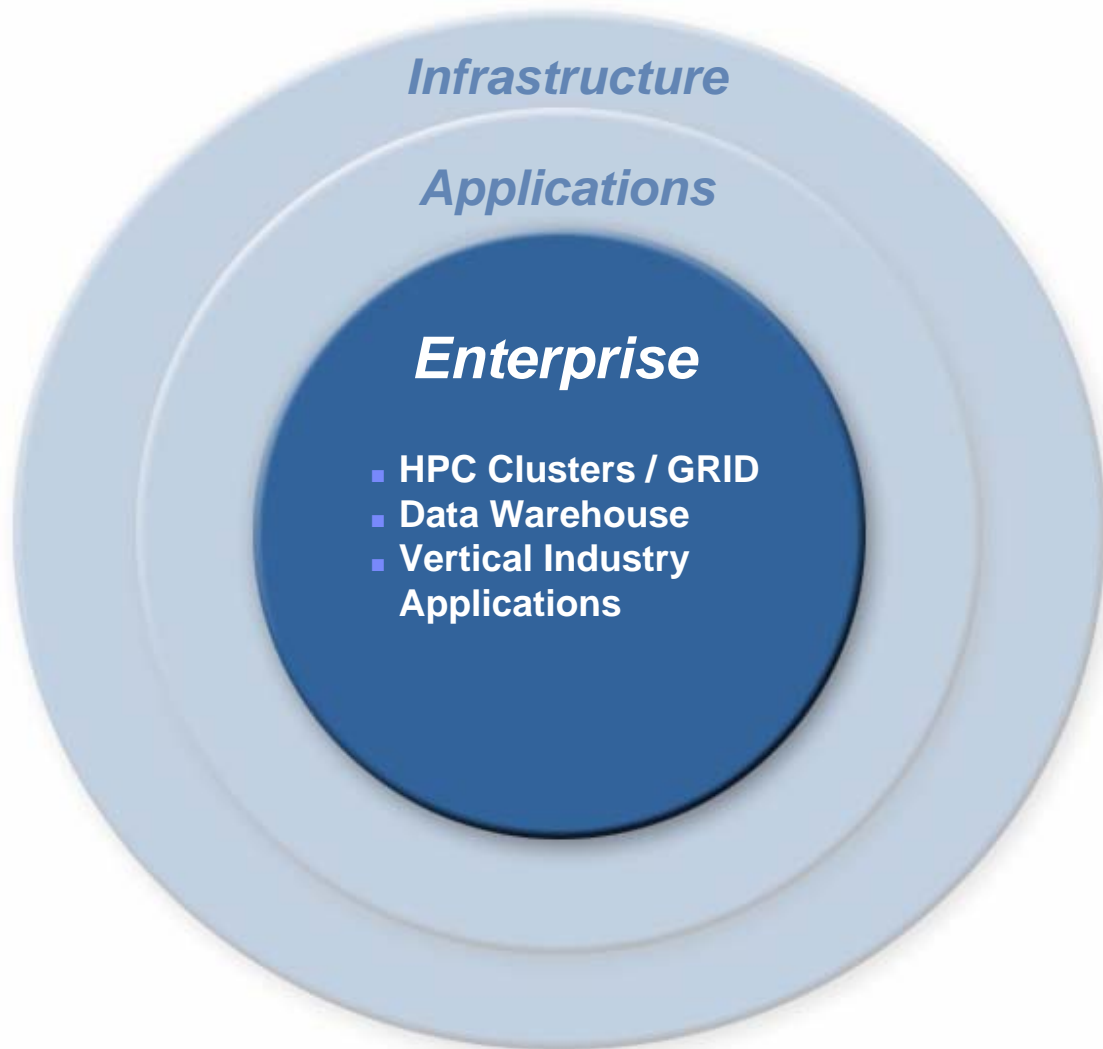 Infrastructure
Applications
Enterprise
HPC Clusters / GRID
Data Warehouse
Vertical Industry
Applications